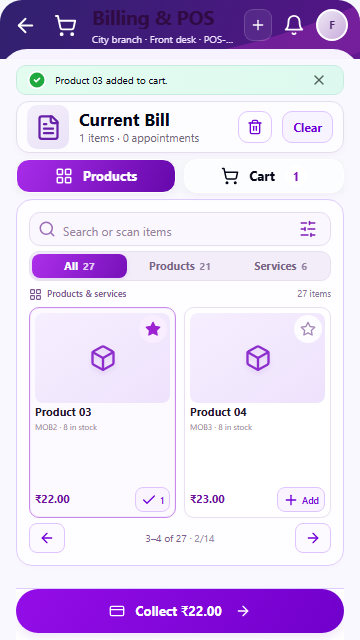 Billing & POS
City branch · Front desk · POS-...
F
Product 03 added to cart.
Current Bill
1 items · 0 appointments
Clear
Products
Cart 1
Search or scan items
All 27
Products 21
Services 6
Products & services
27 items
Product 03
MOB2 · 8 in stock
₹22.00
1
Product 04
MOB3 · 8 in stock
₹23.00
Add
3–4 of 27 · 2/14
Collect ₹22.00